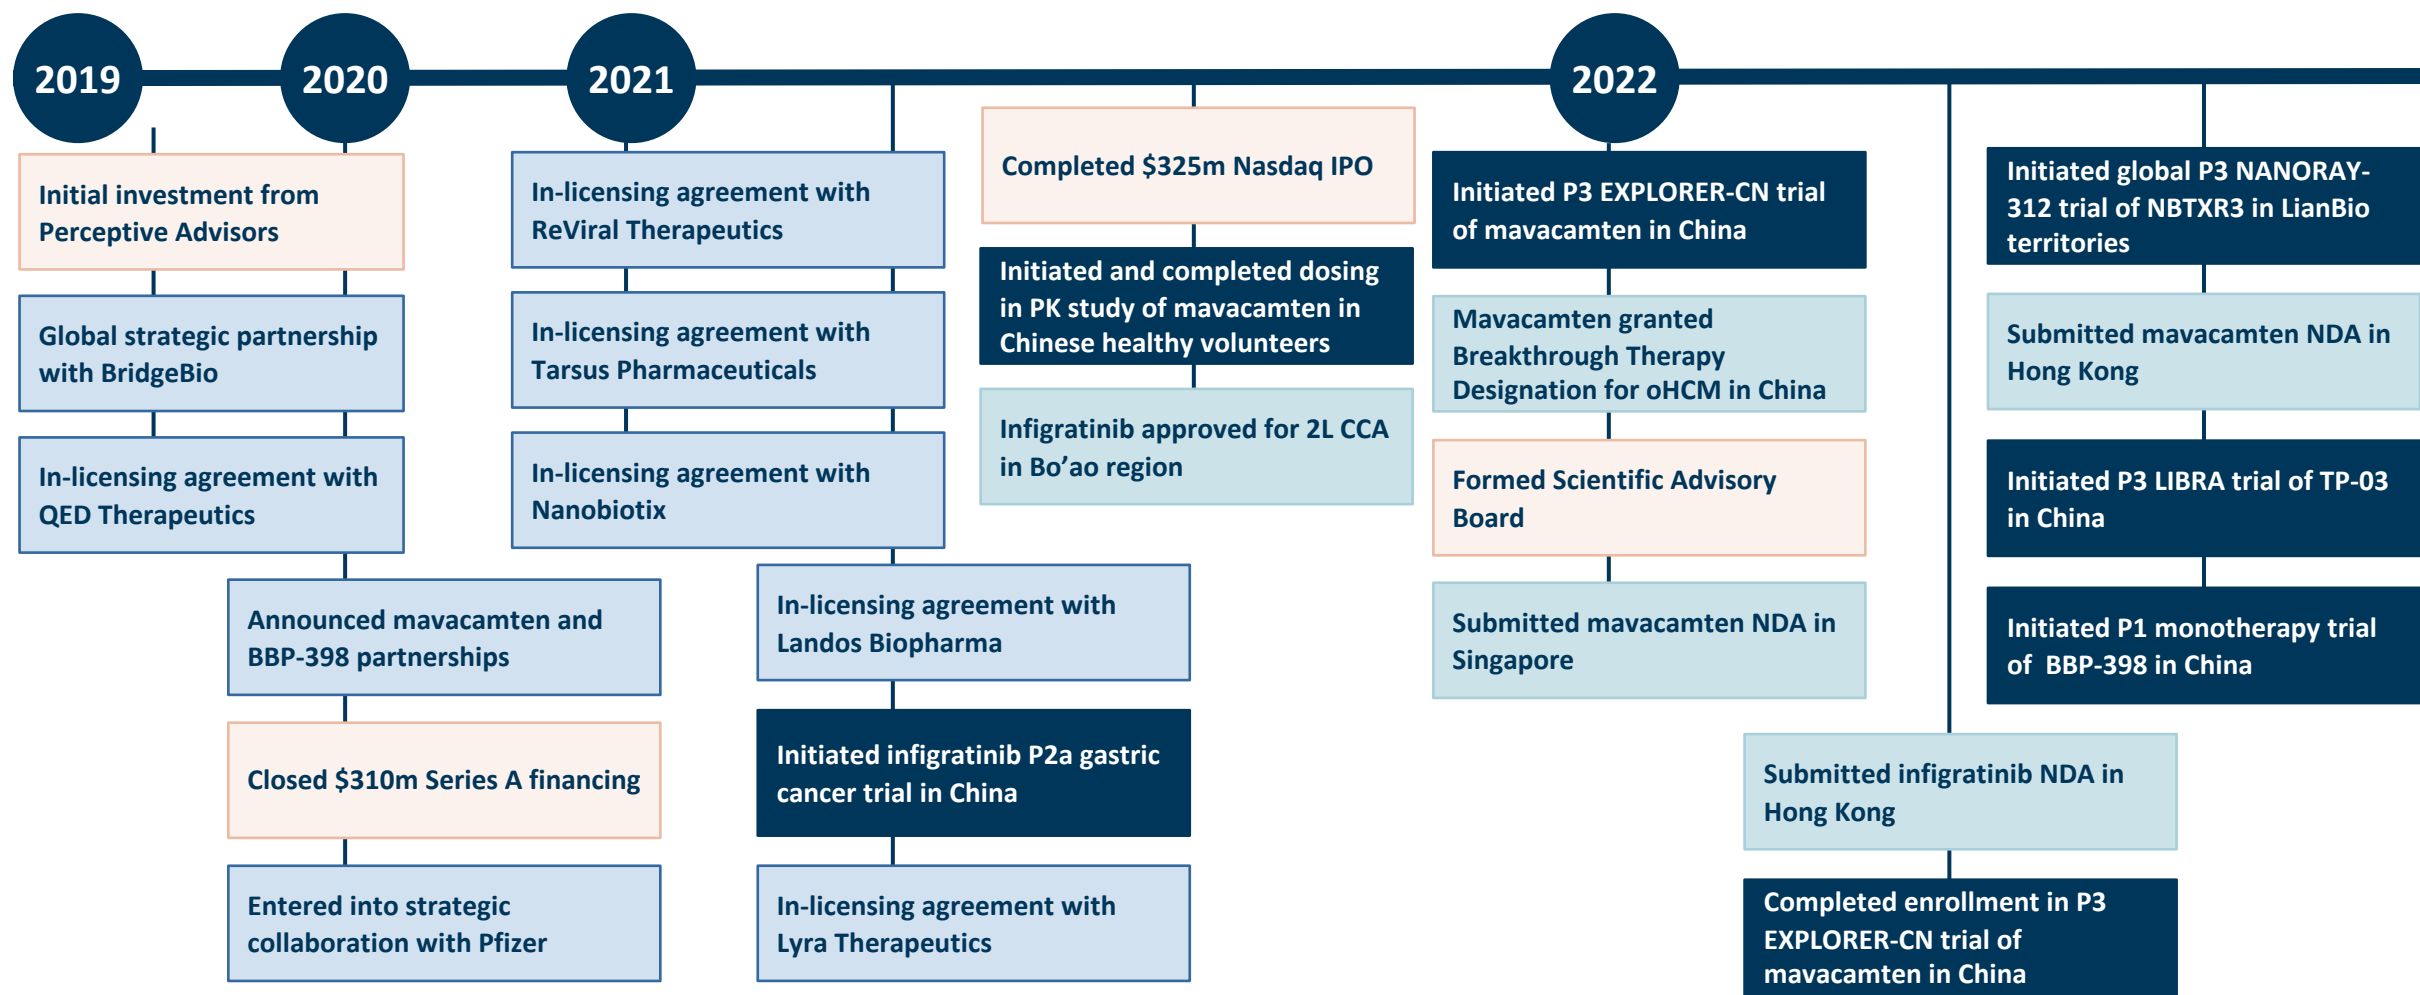 2019
2020
2021
2022
Initial investment from
Perceptive Advisors
Global strategic partnership
with BridgeBio
In-licensing agreement with
QED Therapeutics
Announced mavacamten and
BBP-398 partnerships
Closed $310m Series A financing
Entered into strategic
collaboration with Pfizer
In-licensing agreement with
ReViral Therapeutics
In-licensing agreement with
Tarsus Pharmaceuticals
In-licensing agreement with
Nanobiotix
In-licensing agreement with
Landos Biopharma
Initiated infigratinib P2a gastric
cancer trial in China
In-licensing agreement with
Lyra Therapeutics
Completed $325m Nasdaq IPO
Initiated and completed dosing
in PK study of mavacamten in
Chinese healthy volunteers
Infigratinib approved for 2L CCA
in Bo’ao region
Initiated P3 EXPLORER-CN trial
of mavacamten in China
Mavacamten granted
Breakthrough Therapy
Designation for oHCM in China
Formed Scientific Advisory
Board
Submitted mavacamten NDA in
Singapore
Submitted infigratinib NDA in
Hong Kong
Completed enrollment in P3
EXPLORER-CN trial of
mavacamten in China
Initiated global P3 NANORAY-
312 trial of NBTXR3 in LianBio
territories
Submitted mavacamten NDA in
Hong Kong
Initiated P3 LIBRA trial of TP-03
in China
Initiated P1 monotherapy trial
of  BBP-398 in China